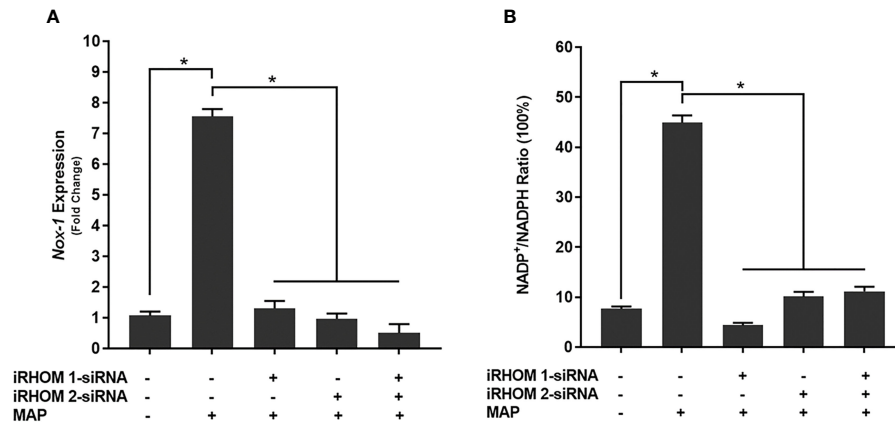 A
10
9
8
7
6
5
4
3
2
1
0
Nox-1 Expression
(Fold Change)
*
*
iRHOM 1-siRNA - - + - +
iRHOM 2-siRNA - - - + +
MAP - + + + +
B
60
50
40
30
20
10
0
NADP⁺/NADPH Ratio (100%)
*
*
iRHOM 1-siRNA - - + - +
iRHOM 2-siRNA - - - + +
MAP - + + + +